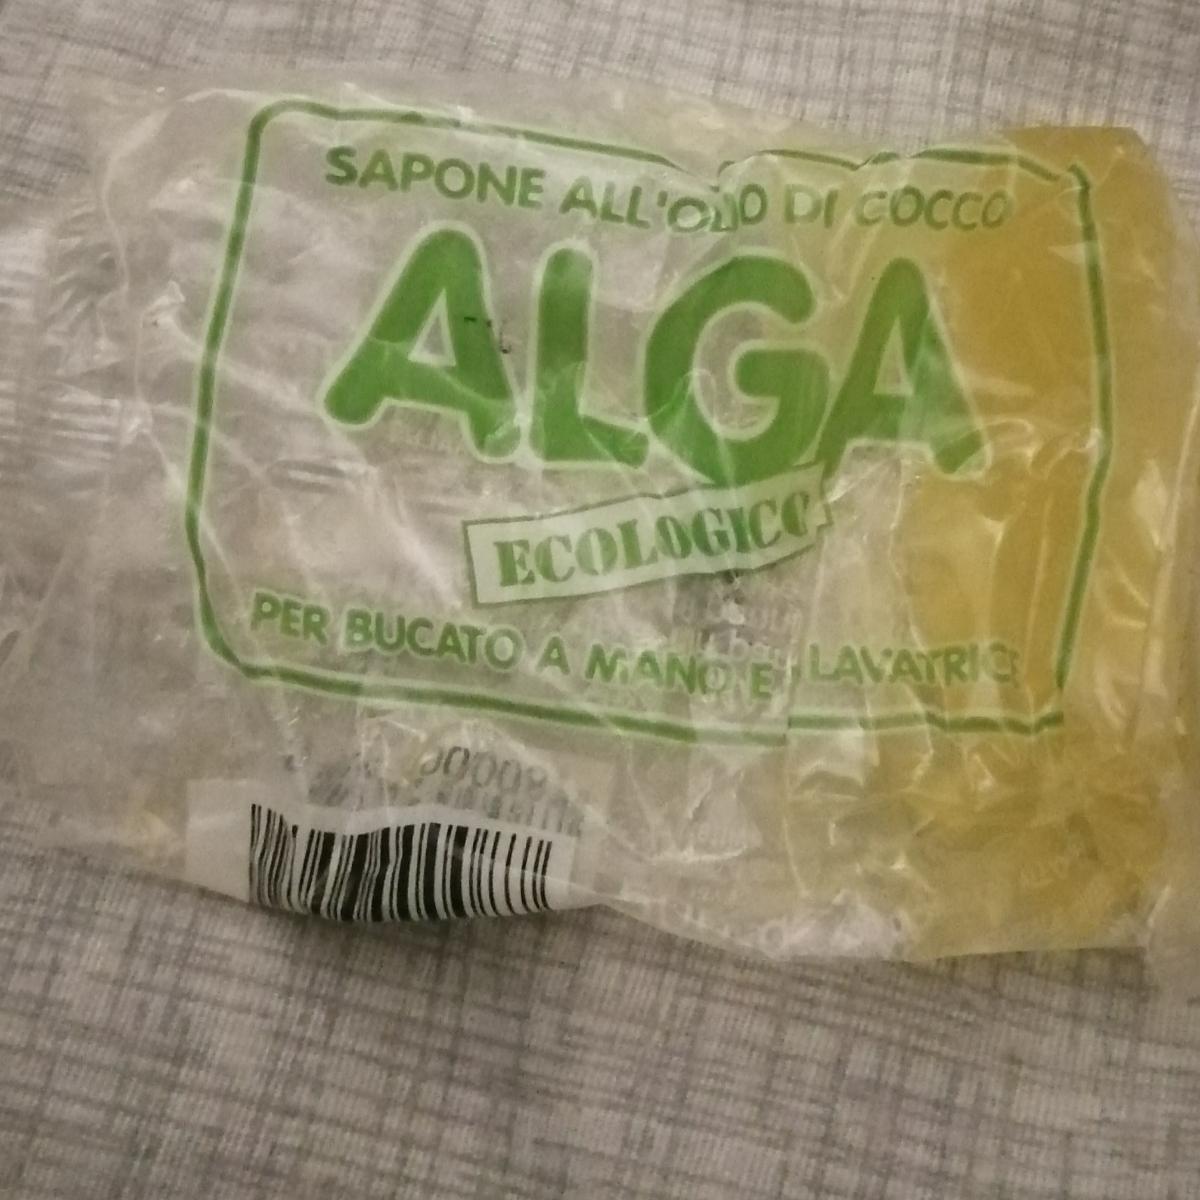 SAPONE ALL'OLIO DI COCCO
ALGA
ECOLOGICO
PER BUCATO A MANO E LAVATRICE